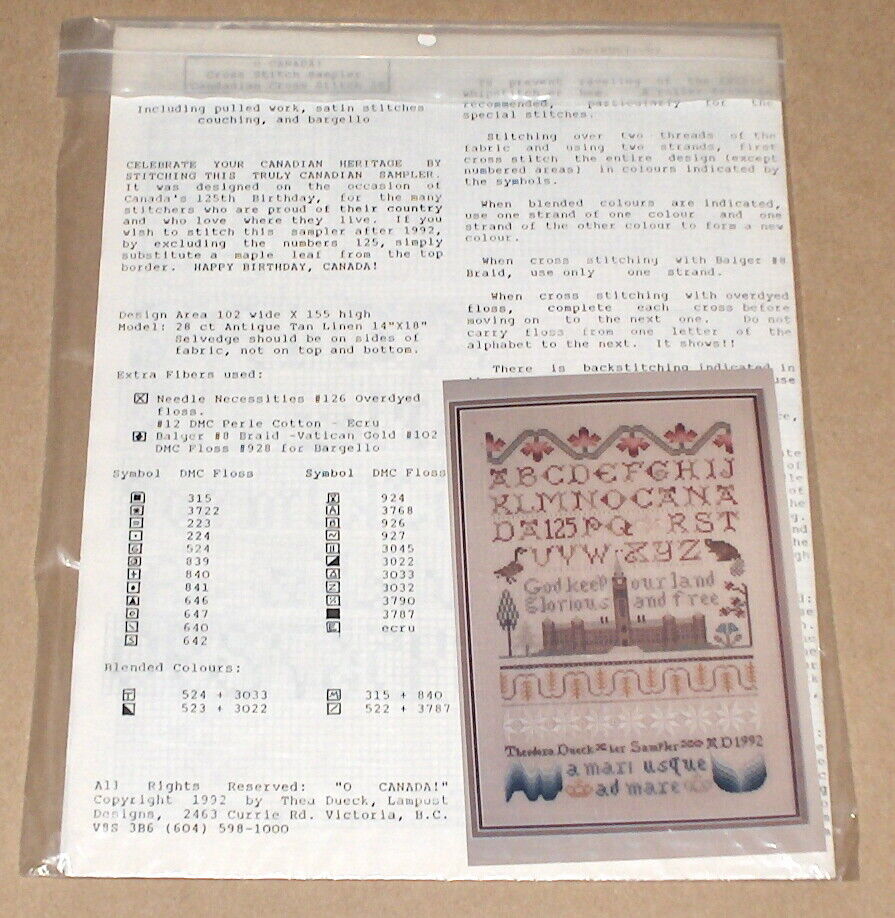 O CANADA!
Cross Stitch Sampler
Including pulled work, satin stitches
couching, and bargello
CELEBRATE YOUR CANADIAN HERITAGE BY
STITCHING THIS TRULY CANADIAN SAMPLER.
It was designed on the occasion of
Canada's 125th Birthday, for the many
stitchers who are proud of their country
and who love where they live. If you
wish to stitch this sampler after 1992,
by excluding the numbers 125, simply
substitute a maple leaf from the top
border. HAPPY BIRTHDAY, CANADA!
Design Area 102 wide X 155 high
Model: 28 ct Antique Tan Linen 14"X18"
Selvedge should be on sides of
fabric, not on top and bottom.
Extra Fibers used:
Needle Necessities #126 Overdyed
floss.
#12 DMC Perle Cotton - Ecru
Balger #8 Braid -Vatican Gold #102
DMC Floss #928 for Bargello
Symbol DMC Floss Symbol DMC Floss
315 924
3722 3768
223 926
224 927
524 3045
839 3022
840 3033
841 3032
646 3790
647 3787
640 ecru
642
Blended Colours:
524 + 3033 315 + 840
523 + 3022 522 + 3787
All Rights Reserved: "O CANADA!"
Copyright 1992 by Thea Dueck, Lampost
Designs, 2463 Currie Rd. Victoria, B.C.
V8S 3B6 (604) 598-1000
To prevent raveling of the
recommended, particularly for the
special stitches.
Stitching over two threads of the
fabric and using two strands, first
cross stitch the entire design (except
numbered areas) in colours indicated by
the symbols.
When blended colours are indicated,
use one strand of one colour and one
strand of the other colour to form a new
colour.
When cross stitching with Balger #8
Braid, use only one strand.
When cross stitching with overdyed
floss, complete each cross before
moving on to the next one. Do not
carry floss from one letter of the
alphabet to the next. It shows!!
There is backstitching indicated in
ABCDEFGHIJ
KLMNOCANA
DA125PQ RST
UVWXYZ
God keep our land
Glorious and free
Theodora Dueck her Sampler AD1992
a mari usque
ad mare